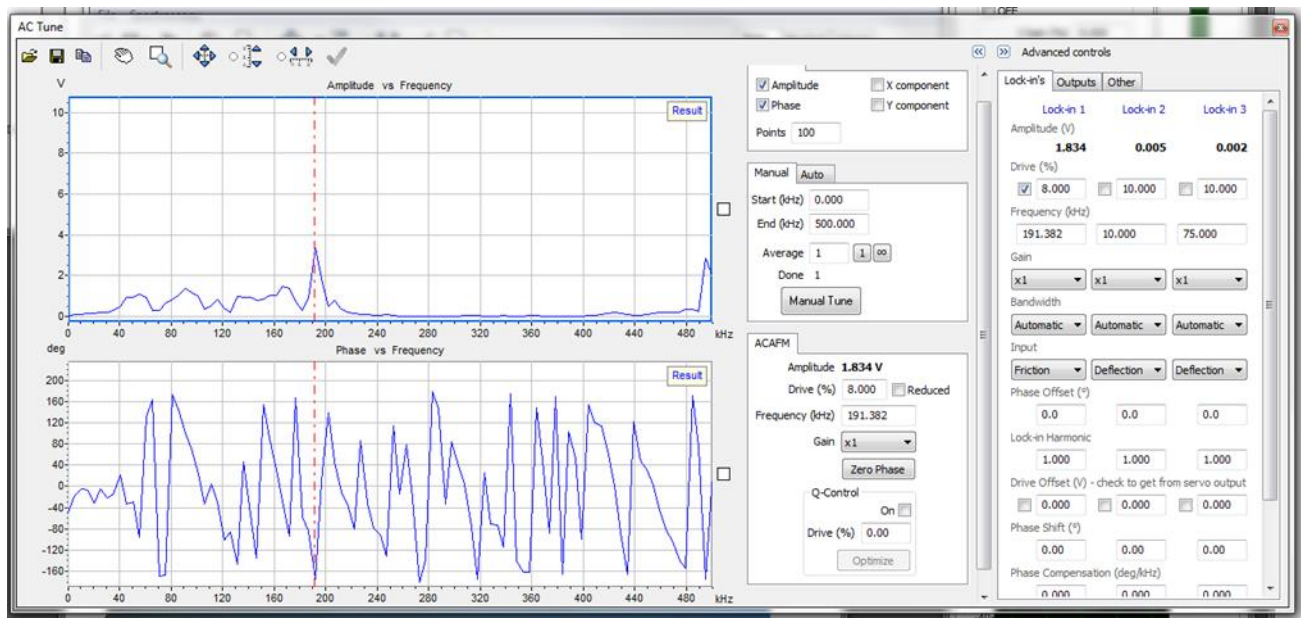 AC Tune
Advanced controls
V
Amplitude vs Frequency
Result
10
8
6
4
2
0
0 40 80 120 160 200 240 280 320 360 400 440 480 kHz
deg
Phase vs Frequency
Result
200
160
120
80
40
0
-40
-80
-120
-160
0 40 80 120 160 200 240 280 320 360 400 440 480 kHz
Amplitude X component
Phase Y component
Points 100
Manual Auto
Start (kHz) 0.000
End (kHz) 500.000
Average 1 1 ∞
Done 1
Manual Tune
ACAFM
Amplitude 1.834 V
Drive (%) 8.000 Reduced
Frequency (kHz) 191.382
Gain x1
Zero Phase
Q-Control
On
Drive (%) 0.00
Optimize
Lock-in's Outputs Other
Lock-in 1 Lock-in 2 Lock-in 3
Amplitude (V)
1.834 0.005 0.002
Drive (%)
8.000 10.000 10.000
Frequency (kHz)
191.382 10.000 75.000
Gain
x1 x1 x1
Bandwidth
Automatic Automatic Automatic
Input
Friction Deflection Deflection
Phase Offset (°)
0.0 0.0 0.0
Lock-in Harmonic
1.000 1.000 1.000
Drive Offset (V) - check to get from servo output
0.000 0.000 0.000
Phase Shift (°)
0.00 0.00 0.00
Phase Compensation (deg/kHz)
0.000 0.000 0.000